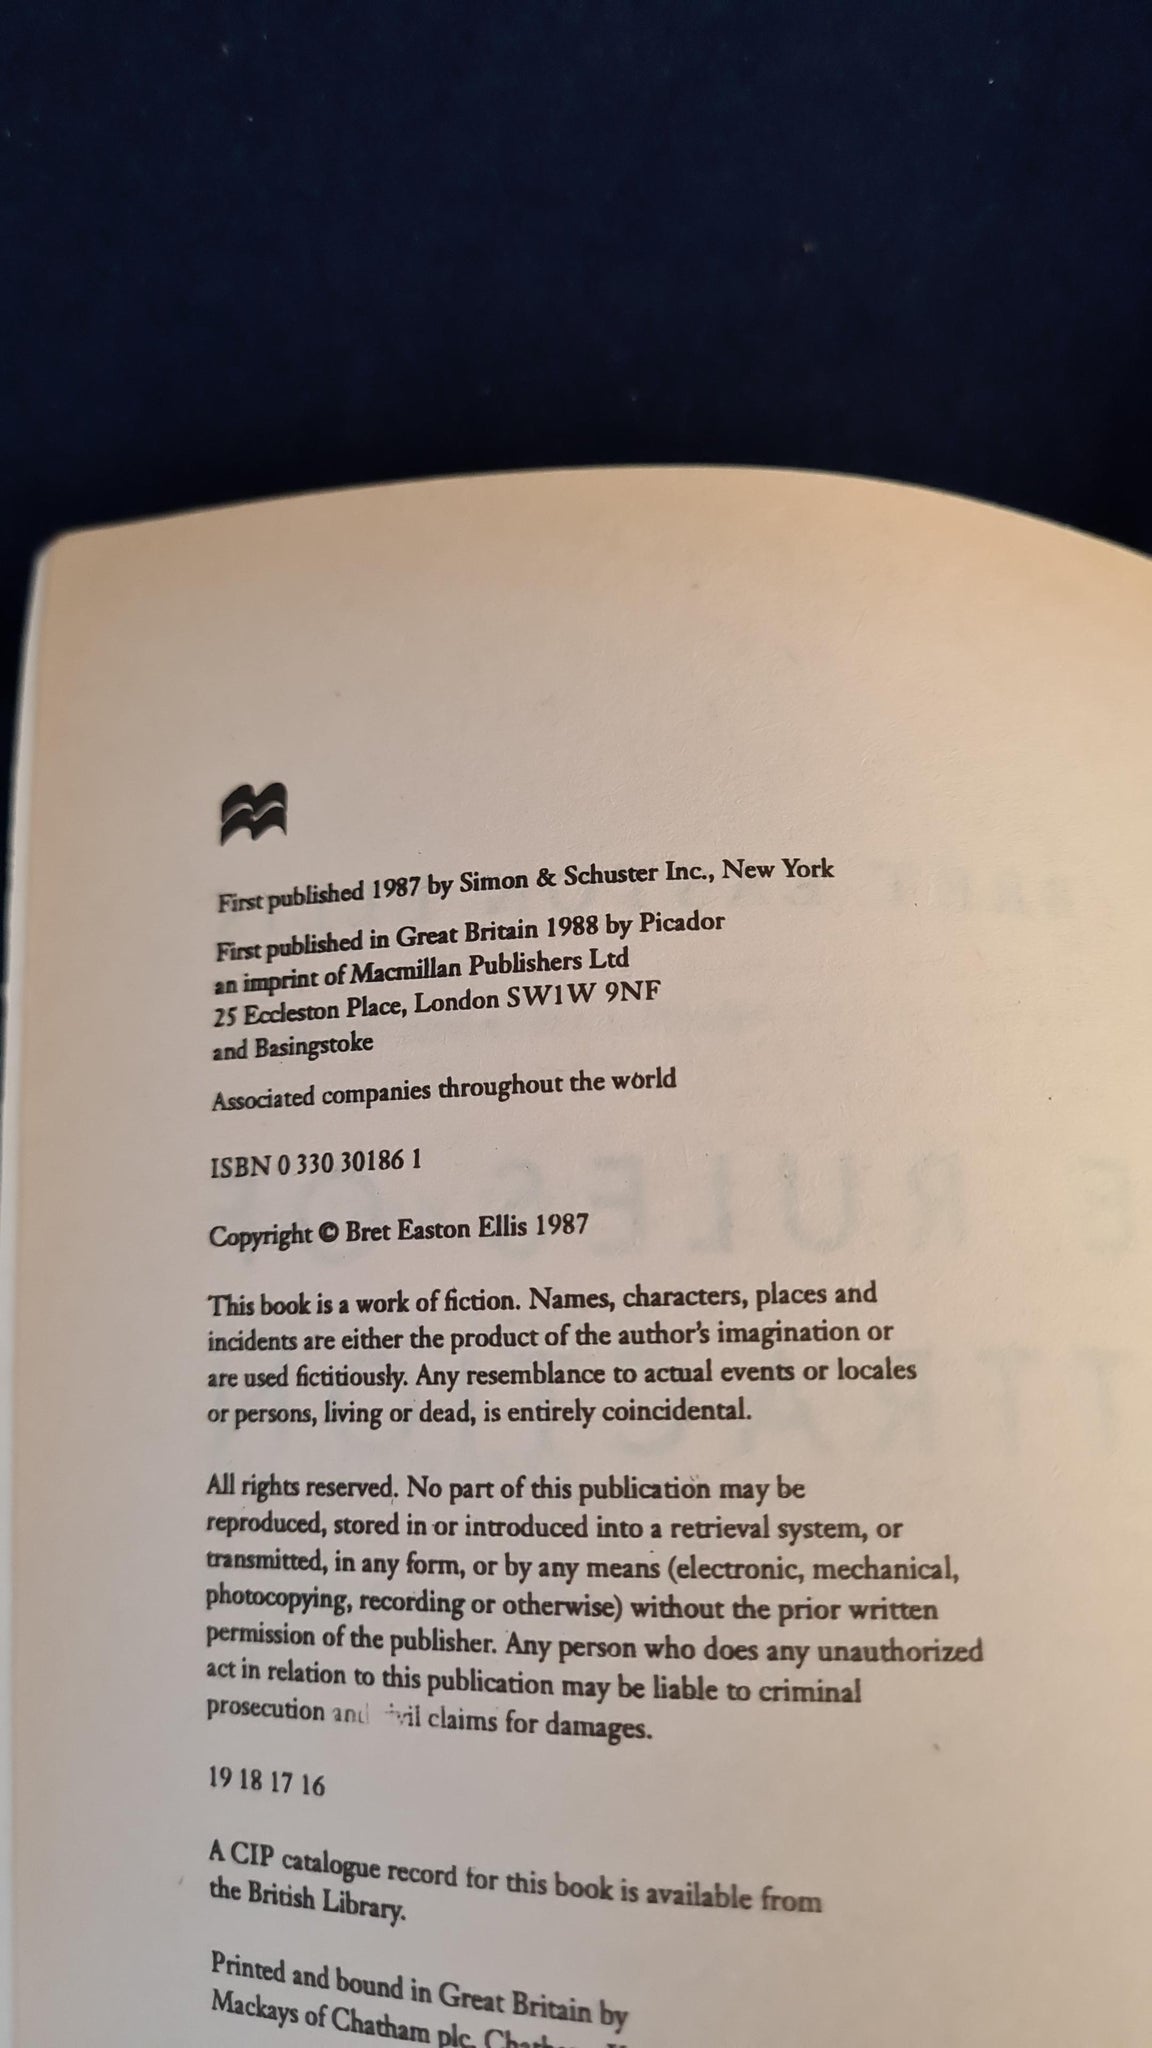 First published 1987 by Simon & Schuster Inc., New York
First published in Great Britain 1988 by Picador
an imprint of Macmillan Publishers Ltd
25 Eccleston Place, London SW1W 9NF
and Basingstoke
Associated companies throughout the world
ISBN 0 330 30186 1
Copyright © Bret Easton Ellis 1987
This book is a work of fiction. Names, characters, places and
incidents are either the product of the author's imagination or
are used fictitiously. Any resemblance to actual events or locales
or persons, living or dead, is entirely coincidental.
All rights reserved. No part of this publication may be
reproduced, stored in or introduced into a retrieval system, or
transmitted, in any form, or by any means (electronic, mechanical,
photocopying, recording or otherwise) without the prior written
permission of the publisher. Any person who does any unauthorized
act in relation to this publication may be liable to criminal
prosecution and claims for damages.
19 18 17 16
A CIP catalogue record for this book is available from
the British Library.
Printed and bound in Great Britain by
Mackays of Chatham plc,